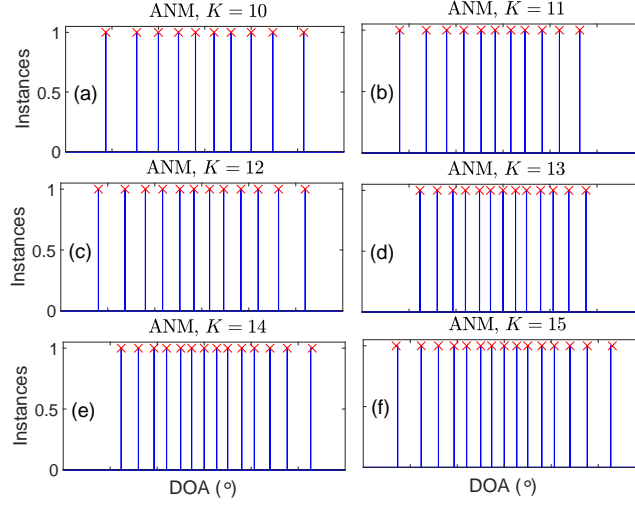 ANM, K = 10
ANM, K = 11
1
0.5
0
Instances
(a)
(b)
ANM, K = 12
ANM, K = 13
1
0.5
0
Instances
(c)
(d)
ANM, K = 14
ANM, K = 15
1
0.5
0
Instances
(e)
(f)
DOA (°)
DOA (°)